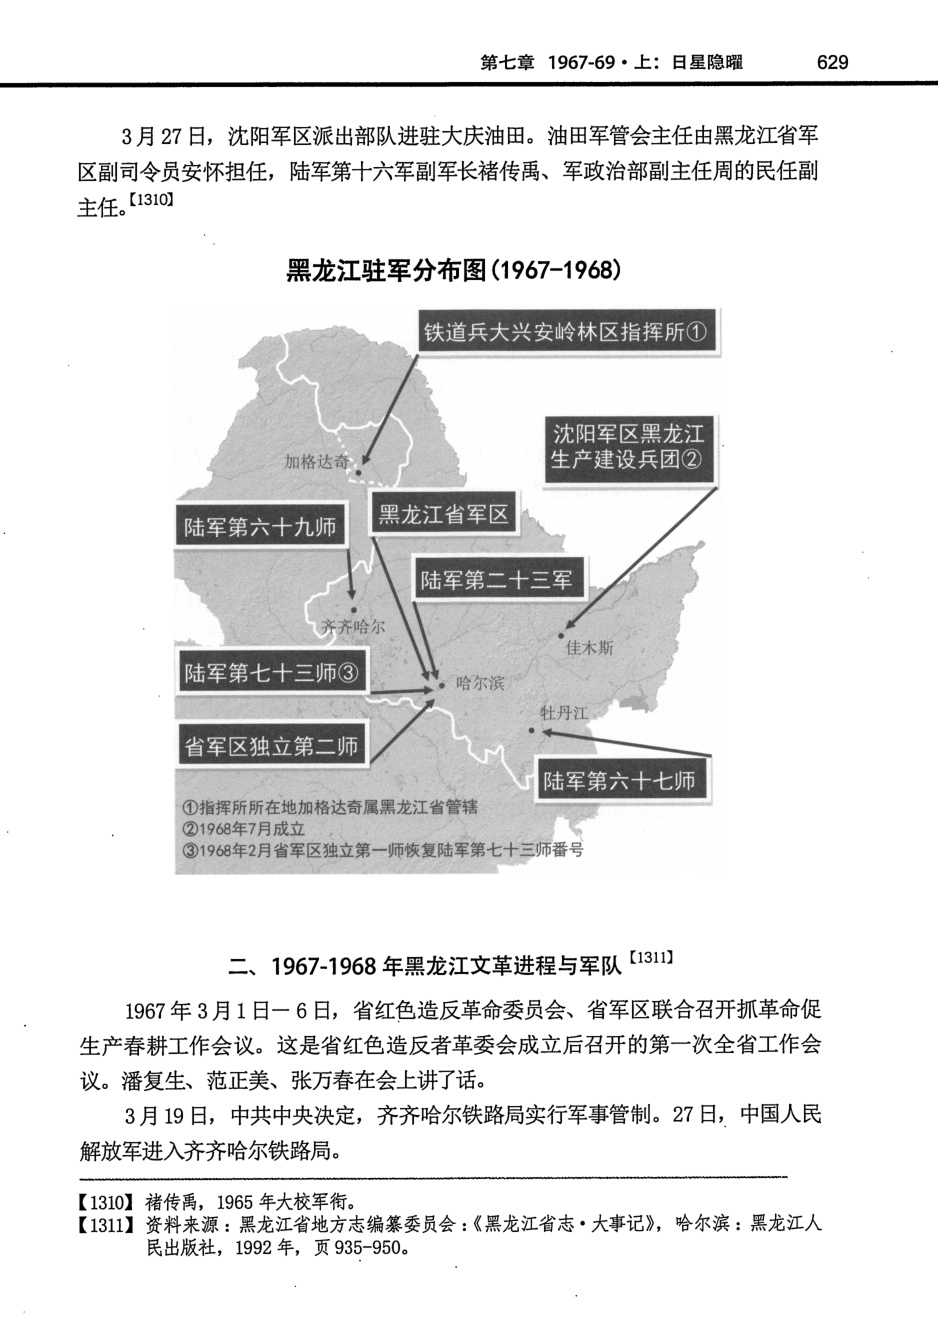 第七章 1967-69·上：日星隐曜 629
3月27日，沈阳军区派出部队进驻大庆油田。油田军管会主任由黑龙江省军
区副司令员安怀担任，陆军第十六军副军长褚传禹、军政治部副主任周的民任副
主任。【1310】
黑龙江驻军分布图(1967-1968)
铁道兵大兴安岭林区指挥所①
沈阳军区黑龙江
生产建设兵团②
加格达奇
黑龙江省军区
陆军第六十九师
陆军第二十三军
齐齐哈尔
佳木斯
陆军第七十三师③
哈尔滨
牡丹江
省军区独立第二师
陆军第六十七师
①指挥所所在地加格达奇属黑龙江省管辖
②1968年7月成立
③1968年2月省军区独立第一师恢复陆军第七十三师番号
二、1967-1968年黑龙江文革进程与军队【1311】
1967年3月1日—6日，省红色造反革命委员会、省军区联合召开抓革命促
生产春耕工作会议。这是省红色造反者革委会成立后召开的第一次全省工作会
议。潘复生、范正美、张万春在会上讲了话。
3月19日，中共中央决定，齐齐哈尔铁路局实行军事管制。27日，中国人民
解放军进入齐齐哈尔铁路局。
【1310】褚传禹，1965年大校军衔。
【1311】资料来源：黑龙江省地方志编纂委员会：《黑龙江省志·大事记》，哈尔滨：黑龙江人
民出版社，1992年，页935-950。